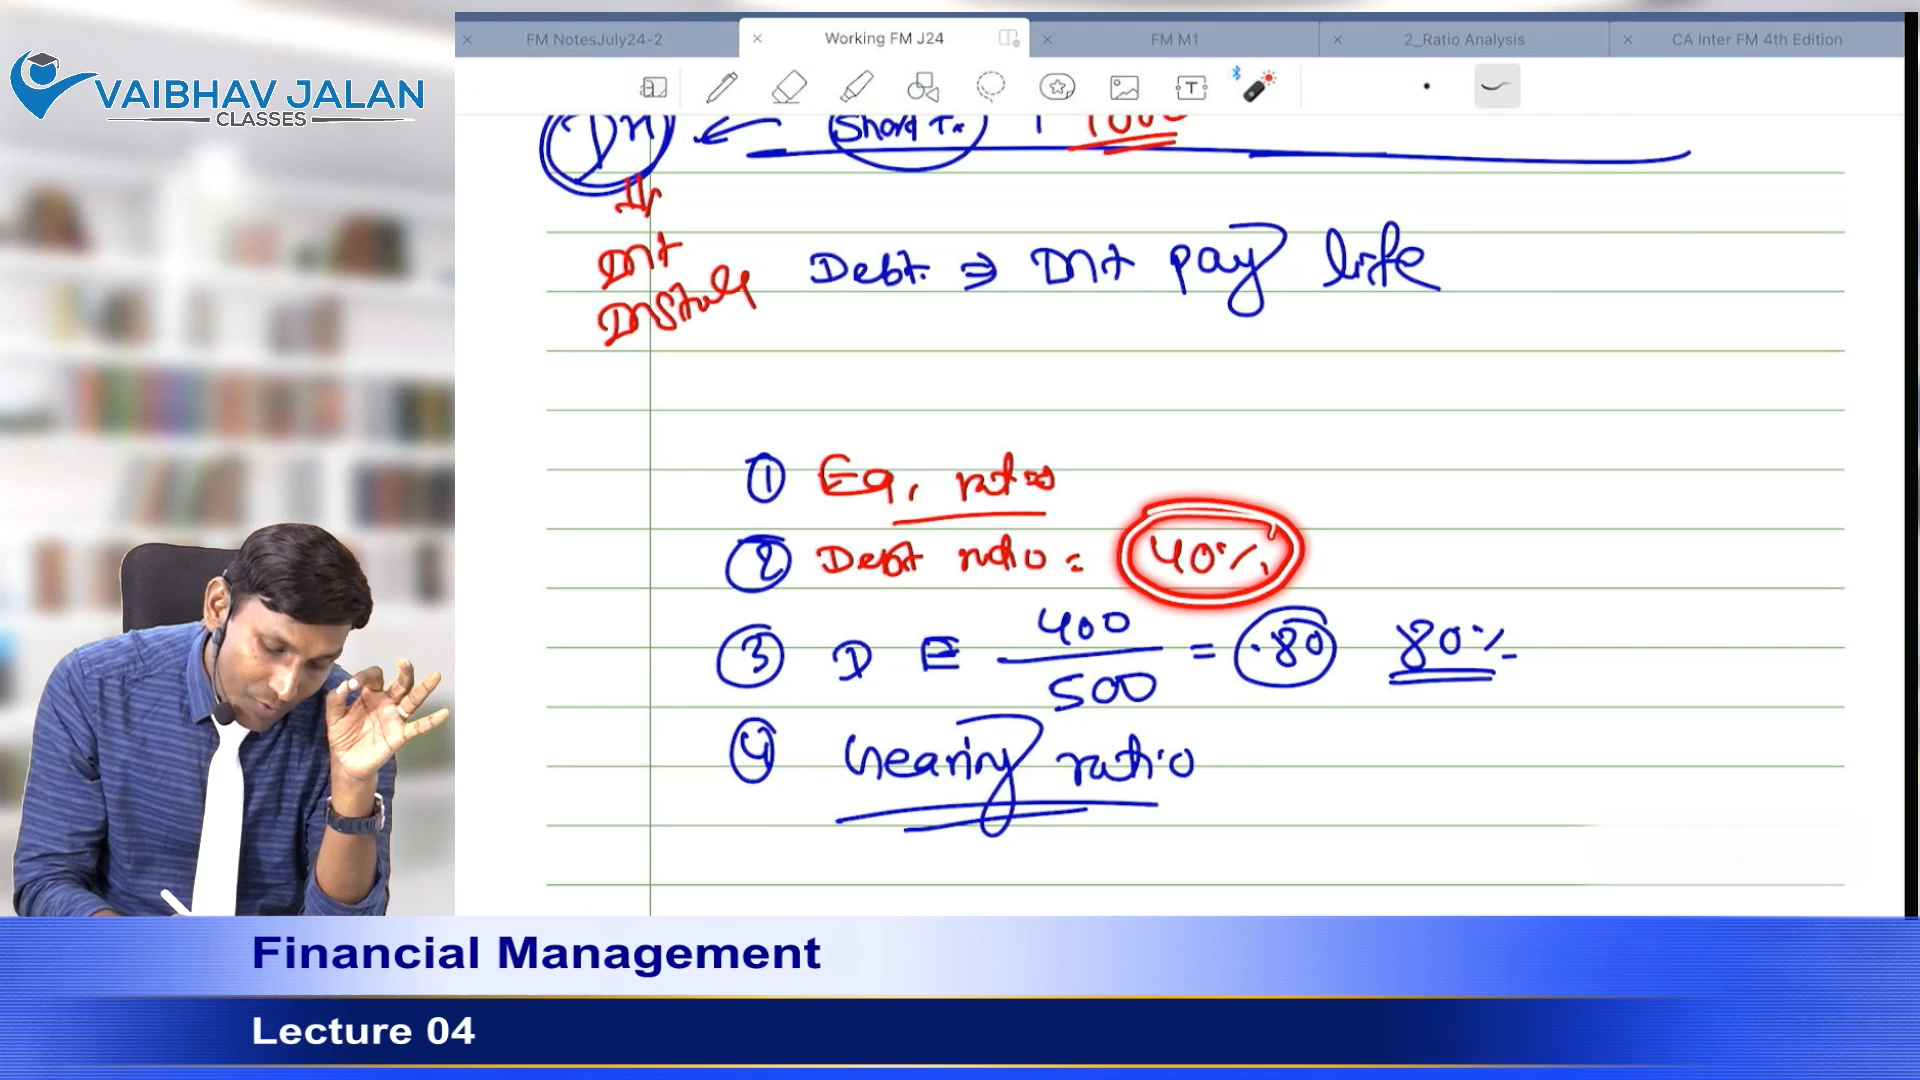 VAIBHAV JALAN
CLASSES
FM NotesJuly24-2
Working FM J24
FM M1
2_Ratio Analysis
CA Inter FM 4th Edition
T
Short Tx
1000
Int
Debt. ⇒ Int pay life
① Eq. ratio
② Debt ratio = 40%
③ D E 400/500 = .80 80%
④ Gearing ratio
Financial Management
Lecture 04